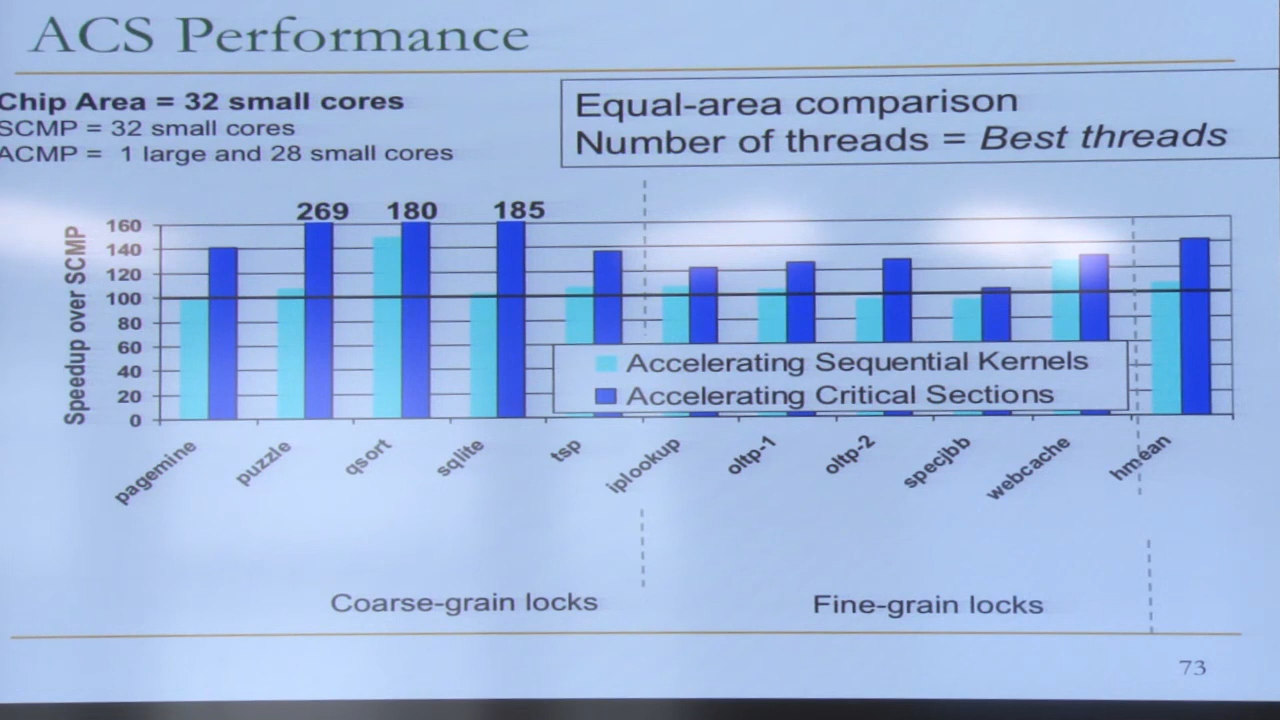 ACS Performance
Chip Area = 32 small cores
SCMP = 32 small cores
ACMP = 1 large and 28 small cores
Equal-area comparison
Number of threads = Best threads
269 180 185
Speedup over SCMP
160
140
120
100
80
60
40
20
0
Accelerating Sequential Kernels
Accelerating Critical Sections
pagemine
puzzle
qsort
sqlite
tsp
iplookup
oltp-1
oltp-2
specjbb
webcache
hmean
Coarse-grain locks
Fine-grain locks
73